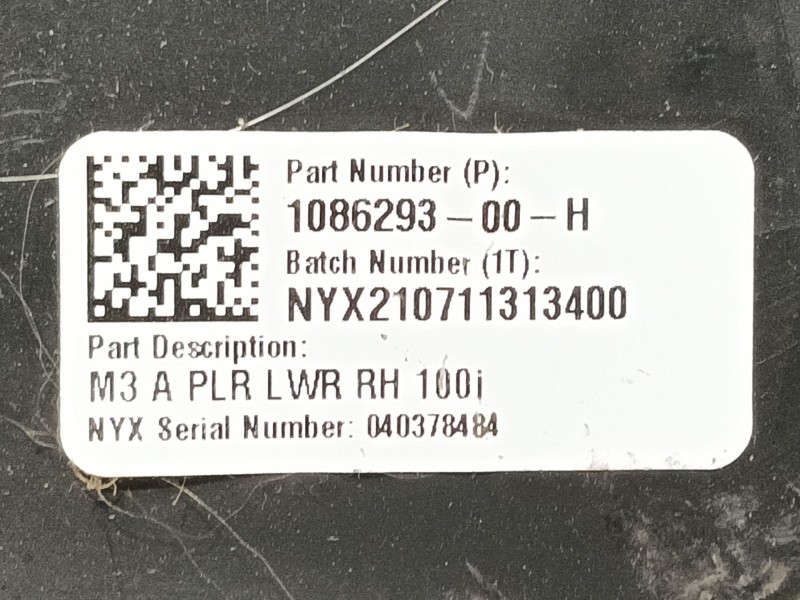 Part Number (P):
1086293-00-H
Batch Number (1T):
NYX210711313400
Part Description:
M3 A PLR LWR RH 100i
NYX Serial Number: 040378484